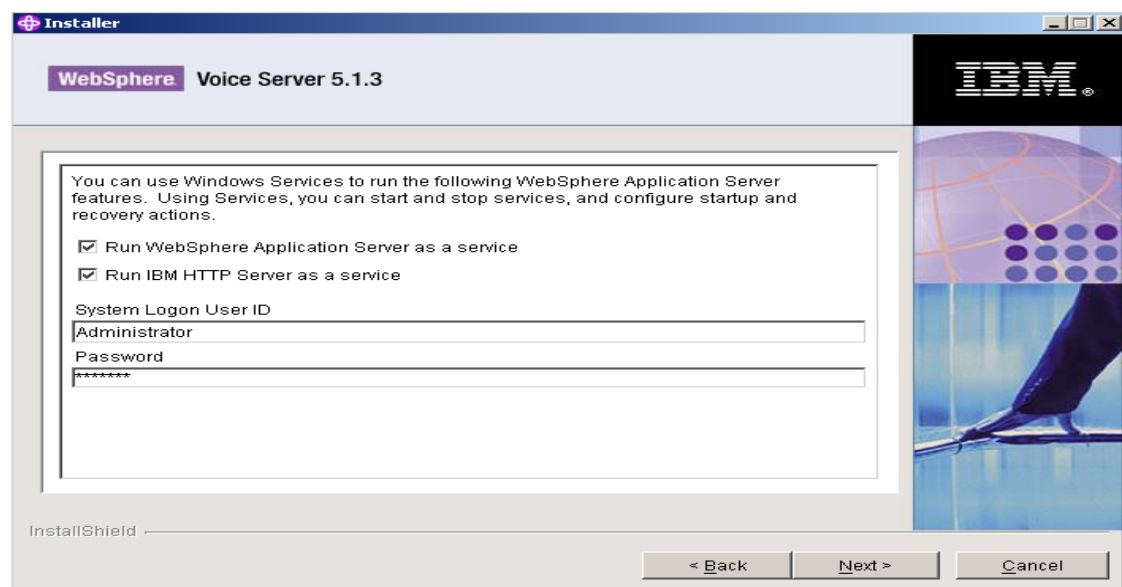 Installer
WebSphere. Voice Server 5.1.3
IBM®
You can use Windows Services to run the following WebSphere Application Server
features. Using Services, you can start and stop services, and configure startup and
recovery actions.
Run WebSphere Application Server as a service
Run IBM HTTP Server as a service
System Logon User ID
Administrator
Password
*******
InstallShield
< Back
Next >
Cancel